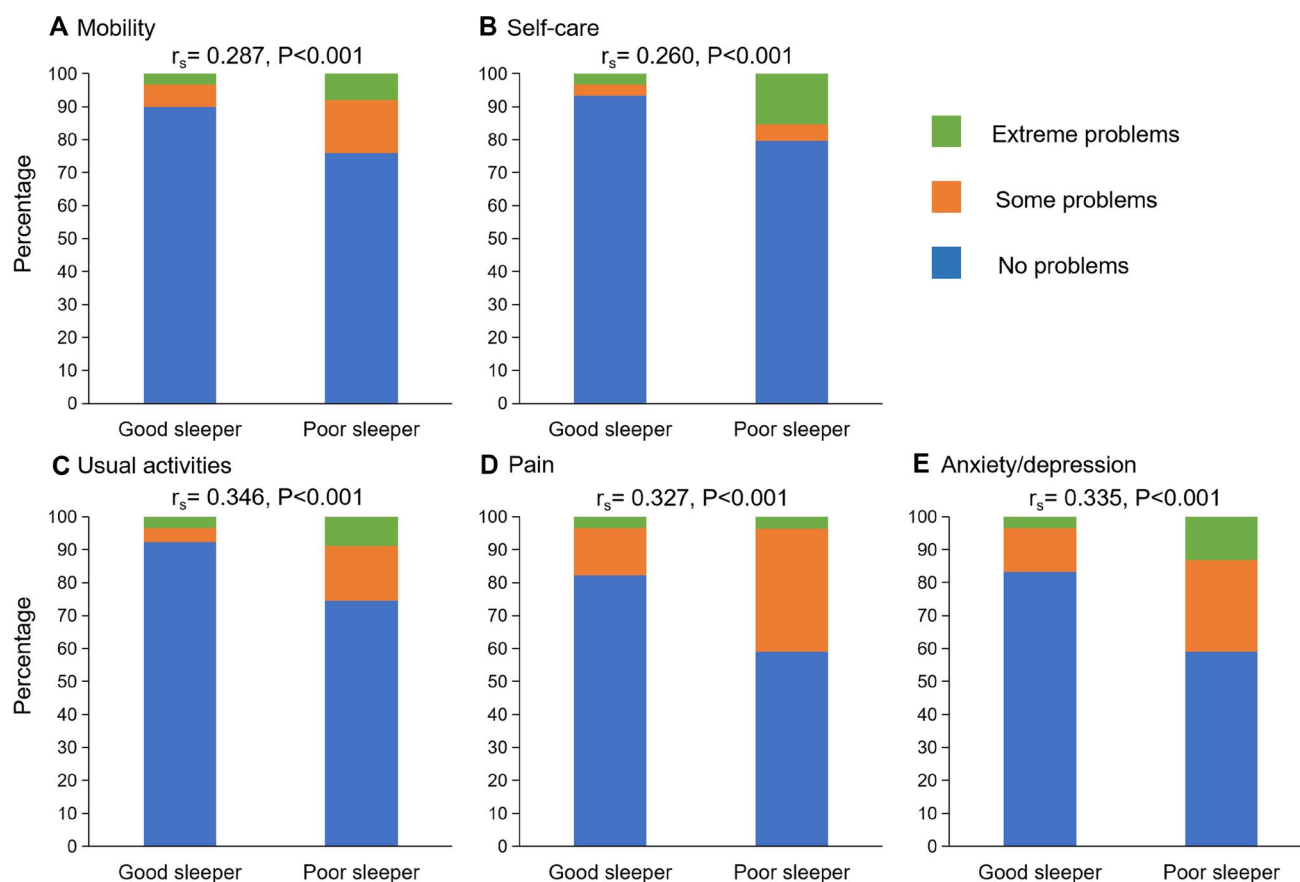 A Mobility
rs= 0.287, P<0.001
100
90
80
70
60
50
40
30
20
10
0
Percentage
Good sleeper
Poor sleeper
B Self-care
rs= 0.260, P<0.001
100
90
80
70
60
50
40
30
20
10
0
Good sleeper
Poor sleeper
Extreme problems
Some problems
No problems
C Usual activities
rs= 0.346, P<0.001
100
90
80
70
60
50
40
30
20
10
0
Percentage
Good sleeper
Poor sleeper
D Pain
rs= 0.327, P<0.001
100
90
80
70
60
50
40
30
20
10
0
Good sleeper
Poor sleeper
E Anxiety/depression
rs= 0.335, P<0.001
100
90
80
70
60
50
40
30
20
10
0
Good sleeper
Poor sleeper